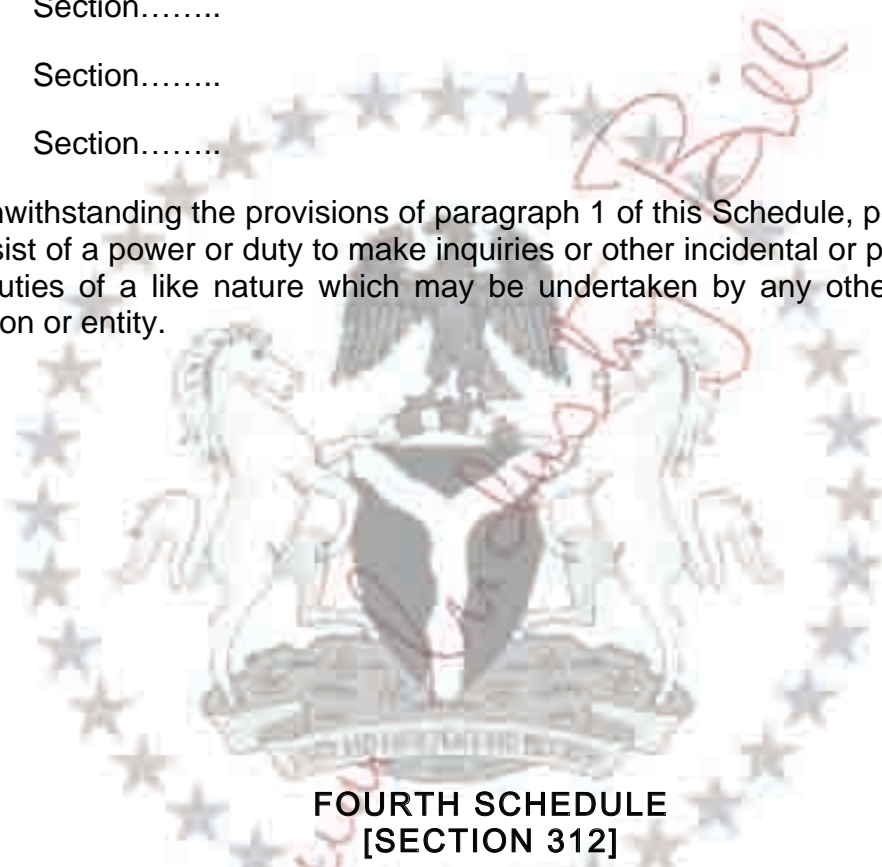 Section……..
Section……..
Section……..
withstanding the provisions of paragraph 1 of this Schedule, p
sist of a power or duty to make inquiries or other incidental or p
uties of a like nature which may be undertaken by any othe
on or entity.
FOURTH SCHEDULE
[SECTION 312]